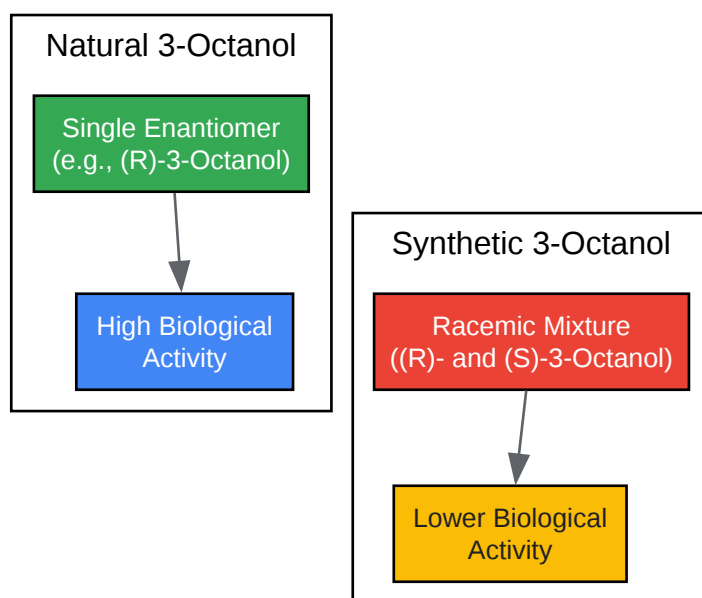 Natural 3-Octanol
Single Enantiomer
(e.g., (R)-3-Octanol)
High Biological
Activity
Synthetic 3-Octanol
Racemic Mixture
((R)- and (S)-3-Octanol)
Lower Biological
Activity